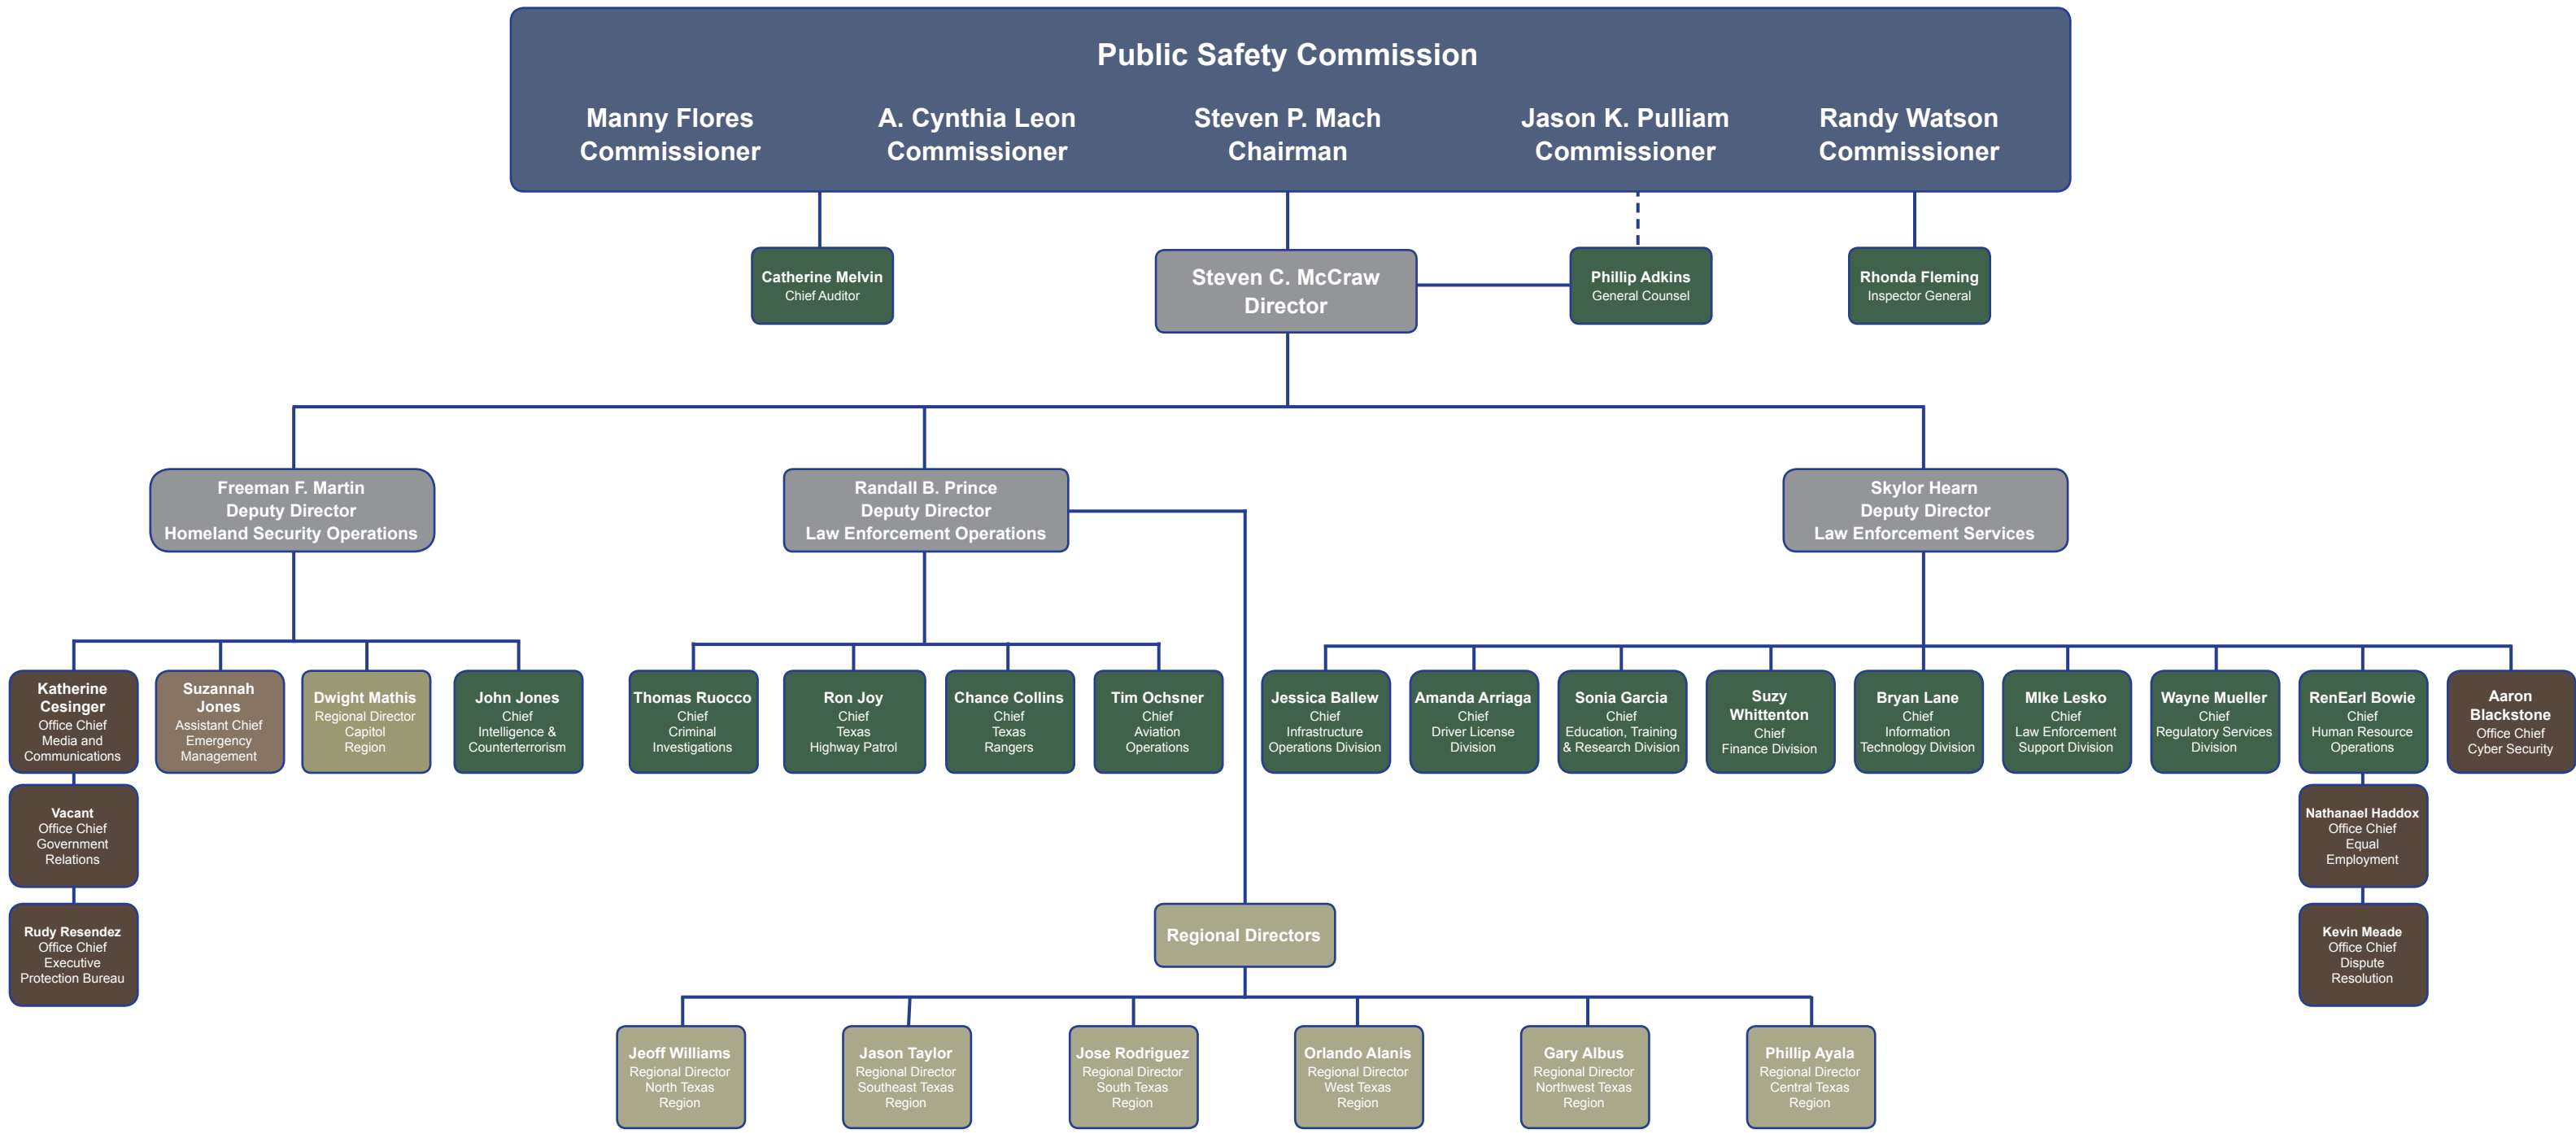 Public Safety Commission
Manny Flores
Commissioner
A. Cynthia Leon
Commissioner
Steven P. Mach
Chairman
Jason K. Pulliam
Commissioner
Randy Watson
Commissioner
Catherine Melvin
Chief Auditor
Steven C. McCraw
Director
Phillip Adkins
General Counsel
Rhonda Fleming
Inspector General
Freeman F. Martin
Deputy Director
Homeland Security Operations
Randall B. Prince
Deputy Director
Law Enforcement Operations
Skylor Hearn
Deputy Director
Law Enforcement Services
Katherine
Cesinger
Office Chief
Media and
Communications
Suzannah
Jones
Assistant Chief
Emergency
Management
Dwight Mathis
Regional Director
Capitol
Region
John Jones
Chief
Intelligence &
Counterterrorism
Thomas Ruocco
Chief
Criminal
Investigations
Ron Joy
Chief
Texas
Highway Patrol
Chance Collins
Chief
Texas
Rangers
Tim Ochsner
Chief
Aviation
Operations
Jessica Ballew
Chief
Infrastructure
Operations Division
Amanda Arriaga
Chief
Driver License
Division
Sonia Garcia
Chief
Education, Training
& Research Division
Suzy
Whittenton
Chief
Finance Division
Bryan Lane
Chief
Information
Technology Division
MIke Lesko
Chief
Law Enforcement
Support Division
Wayne Mueller
Chief
Regulatory Services
Division
RenEarl Bowie
Chief
Human Resource
Operations
Aaron
Blackstone
Office Chief
Cyber Security
Vacant
Office Chief
Government
Relations
Nathanael Haddox
Office Chief
Equal
Employment
Rudy Resendez
Office Chief
Executive
Protection Bureau
Kevin Meade
Office Chief
Dispute
Resolution
Regional Directors
Jeoff Williams
Regional Director
North Texas
Region
Jason Taylor
Regional Director
Southeast Texas
Region
Jose Rodriguez
Regional Director
South Texas
Region
Orlando Alanis
Regional Director
West Texas
Region
Gary Albus
Regional Director
Northwest Texas
Region
Phillip Ayala
Regional Director
Central Texas
Region